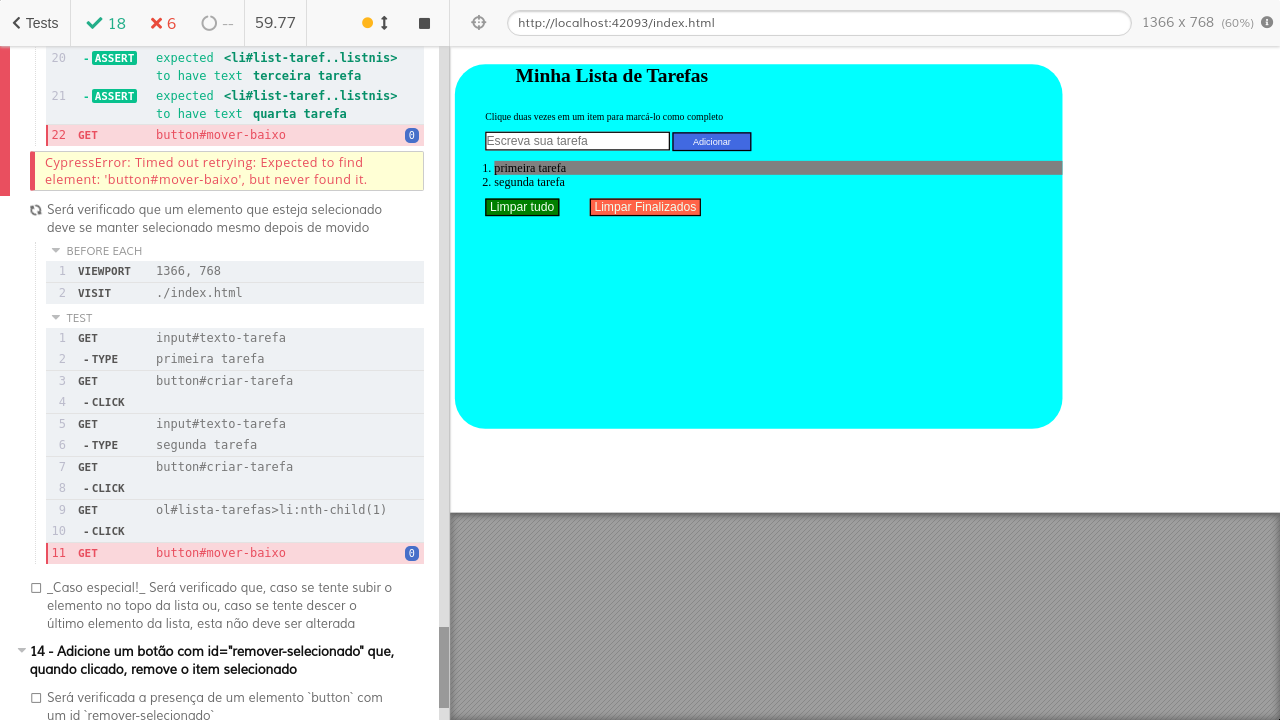 Tests 18 6 -- 59.77
http://localhost:42093/index.html 1366 x 768 (60%)
20 - ASSERT expected <li#list-taref..listnis>
to have text terceira tarefa
21 - ASSERT expected <li#list-taref..listnis>
to have text quarta tarefa
22 GET button#mover-baixo 0
CypressError: Timed out retrying: Expected to find
element: 'button#mover-baixo', but never found it.
Será verificado que um elemento que esteja selecionado
deve se manter selecionado mesmo depois de movido
BEFORE EACH
1 VIEWPORT 1366, 768
2 VISIT ./index.html
TEST
1 GET input#texto-tarefa
2 - TYPE primeira tarefa
3 GET button#criar-tarefa
4 - CLICK
5 GET input#texto-tarefa
6 - TYPE segunda tarefa
7 GET button#criar-tarefa
8 - CLICK
9 GET ol#lista-tarefas>li:nth-child(1)
10 - CLICK
11 GET button#mover-baixo 0
_Caso especial!_ Será verificado que, caso se tente subir o
elemento no topo da lista ou, caso se tente descer o
último elemento da lista, esta não deve ser alterada
14 - Adicione um botão com id="remover-selecionado" que,
quando clicado, remove o item selecionado
Será verificada a presença de um elemento `button` com
um id `remover-selecionado`
Minha Lista de Tarefas
Clique duas vezes em um item para marcá-lo como completo
Escreva sua tarefa Adicionar
1. primeira tarefa
2. segunda tarefa
Limpar tudo Limpar Finalizados